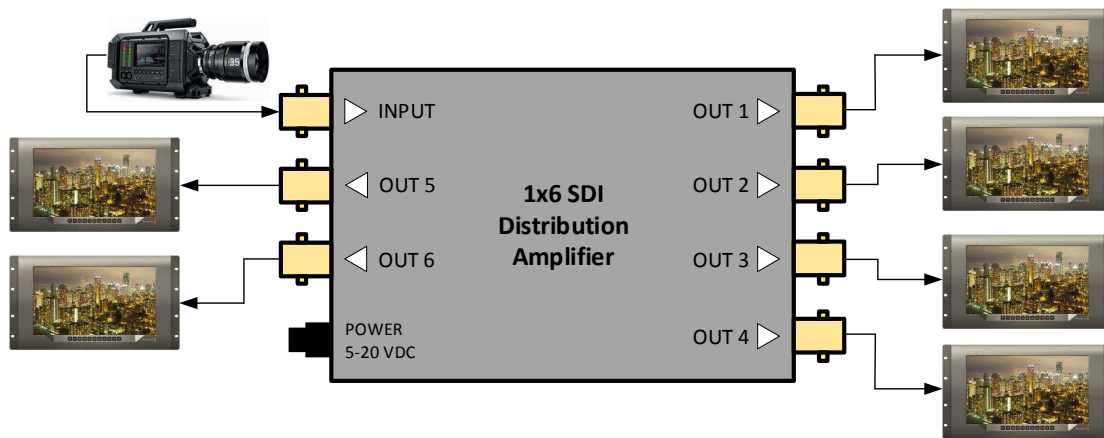 35
INPUT
OUT 1
OUT 5
1x6 SDI
Distribution
Amplifier
OUT 2
OUT 6
OUT 3
POWER
5-20 VDC
OUT 4